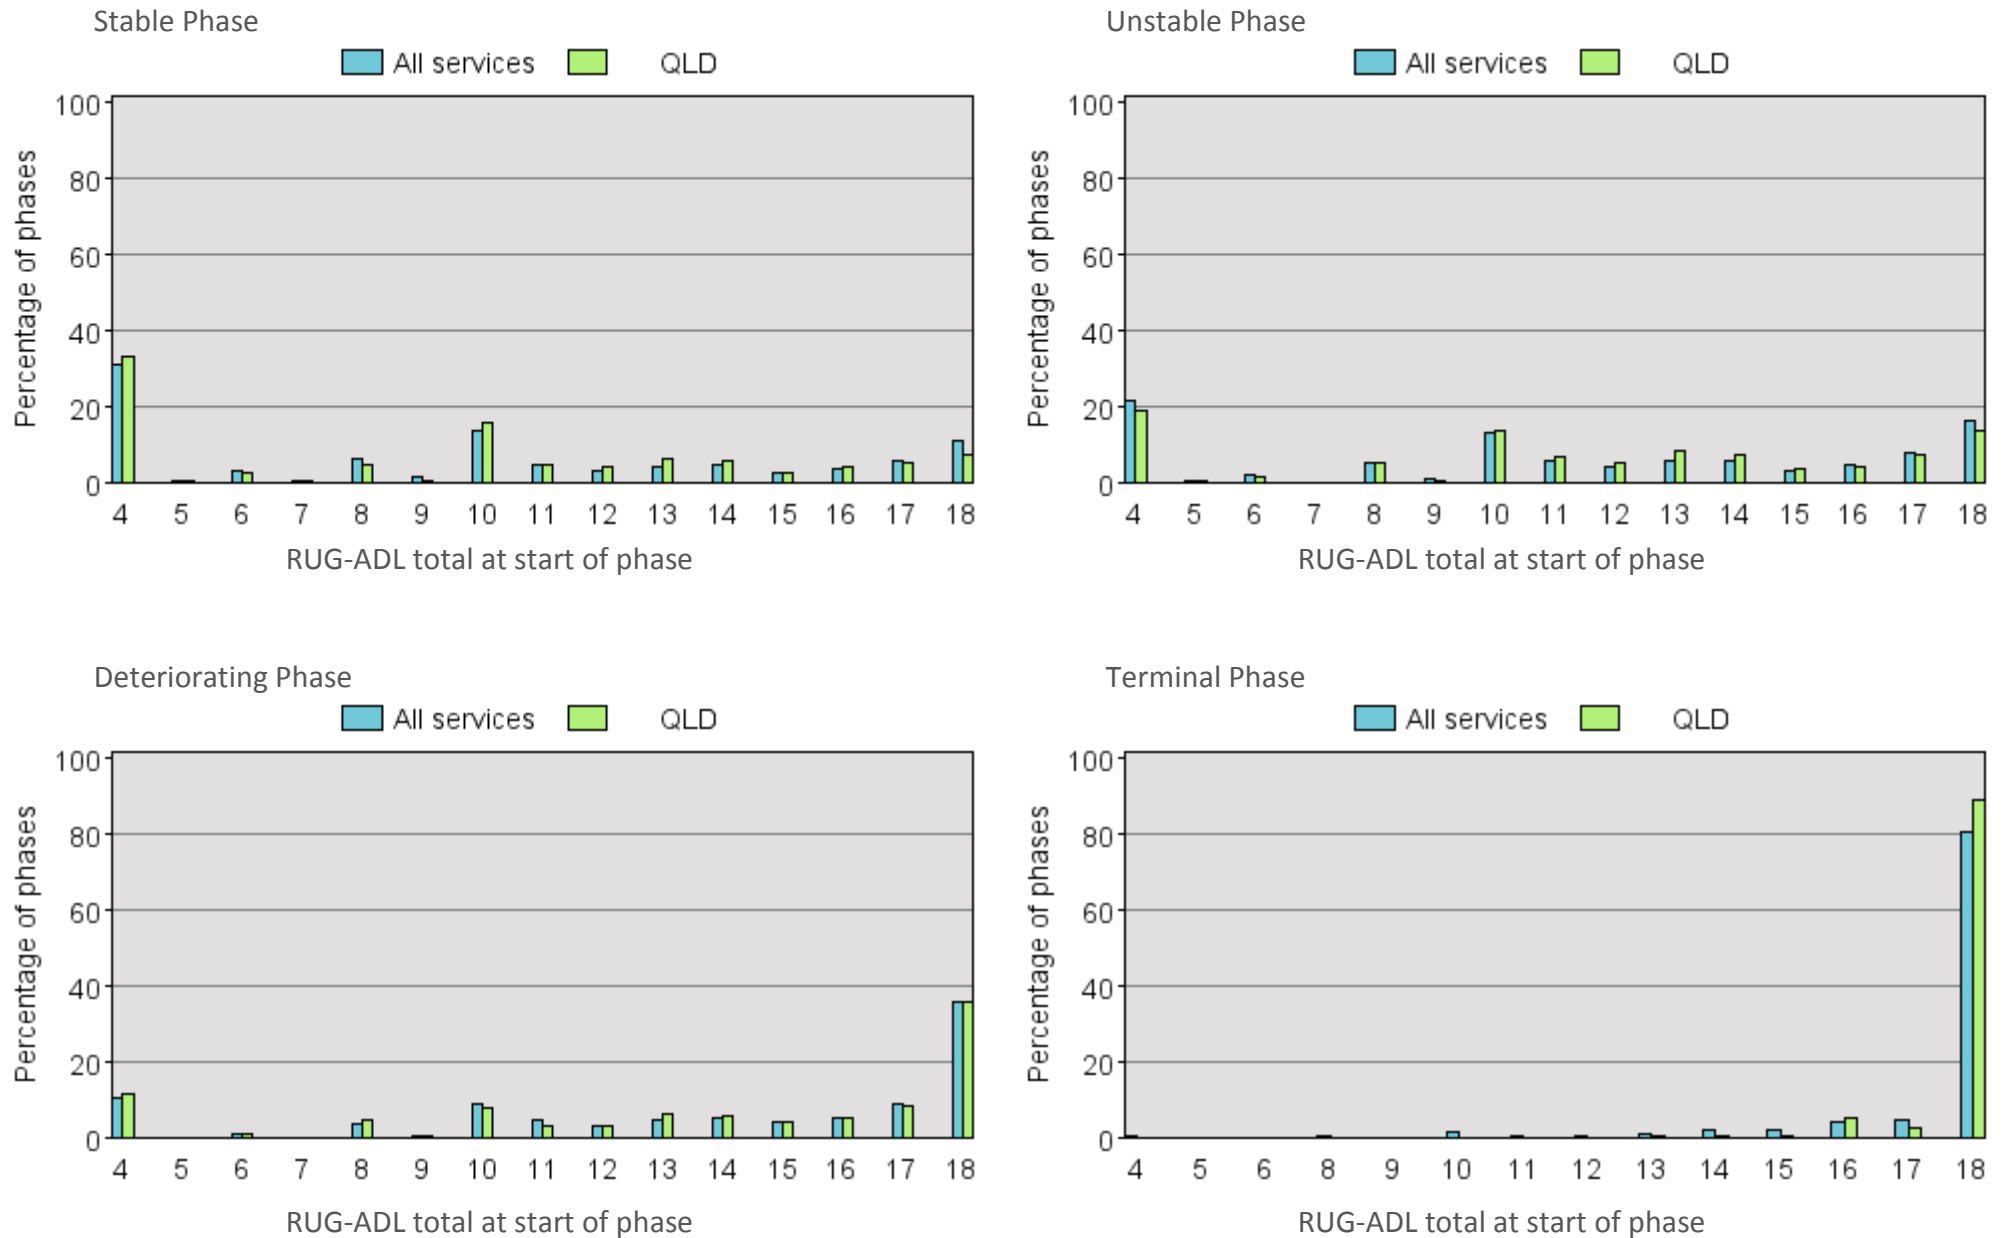 Stable Phase
All services QLD
Percentage of phases
100
80
60
40
20
0
4 5 6 7 8 9 10 11 12 13 14 15 16 17 18
RUG-ADL total at start of phase
Unstable Phase
All services QLD
Percentage of phases
100
80
60
40
20
0
4 5 6 7 8 9 10 11 12 13 14 15 16 17 18
RUG-ADL total at start of phase
Deteriorating Phase
All services QLD
Percentage of phases
100
80
60
40
20
0
4 5 6 7 8 9 10 11 12 13 14 15 16 17 18
RUG-ADL total at start of phase
Terminal Phase
All services QLD
Percentage of phases
100
80
60
40
20
0
4 5 6 8 9 10 11 12 13 14 15 16 17 18
RUG-ADL total at start of phase